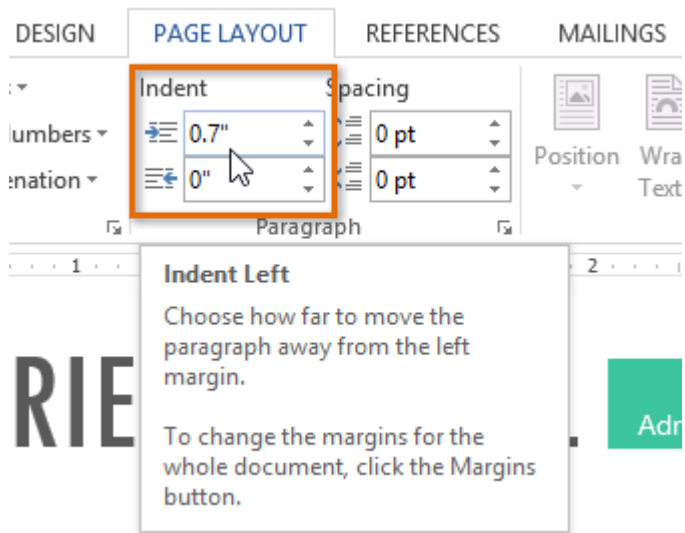 DESIGN PAGE LAYOUT REFERENCES MAILINGS
Indent Spacing
umbers 0.7" 0 pt Position Wra
enation 0" 0 pt Text
Paragraph
1 2
Indent Left
Choose how far to move the
paragraph away from the left
margin.
RIE
Adr
To change the margins for the
whole document, click the Margins
button.